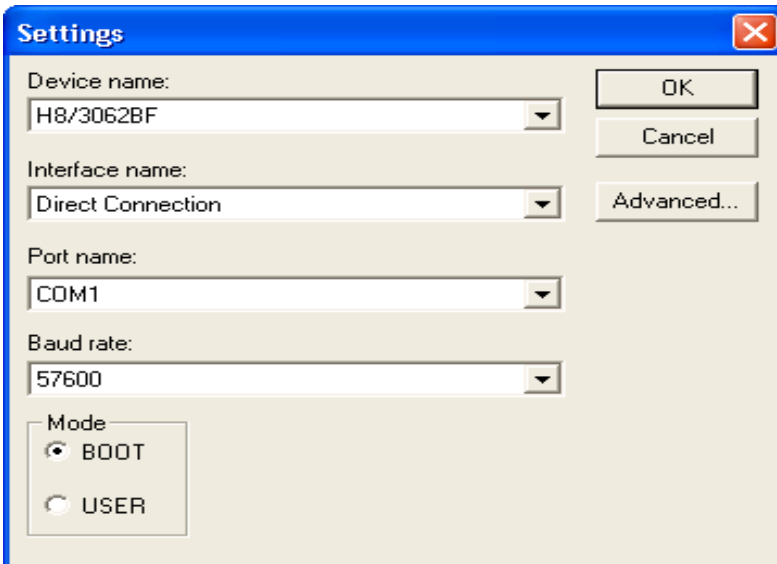 Settings
Device name:
H8/3062BF
OK
Cancel
Interface name:
Direct Connection
Advanced...
Port name:
COM1
Baud rate:
57600
Mode
BOOT
USER